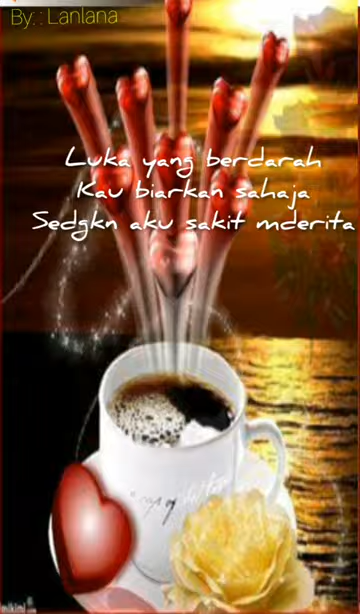 By.: Lanlana
Luka yang berdarah
Kau biarkan sahaja
Sedgkn aku sakit mderita